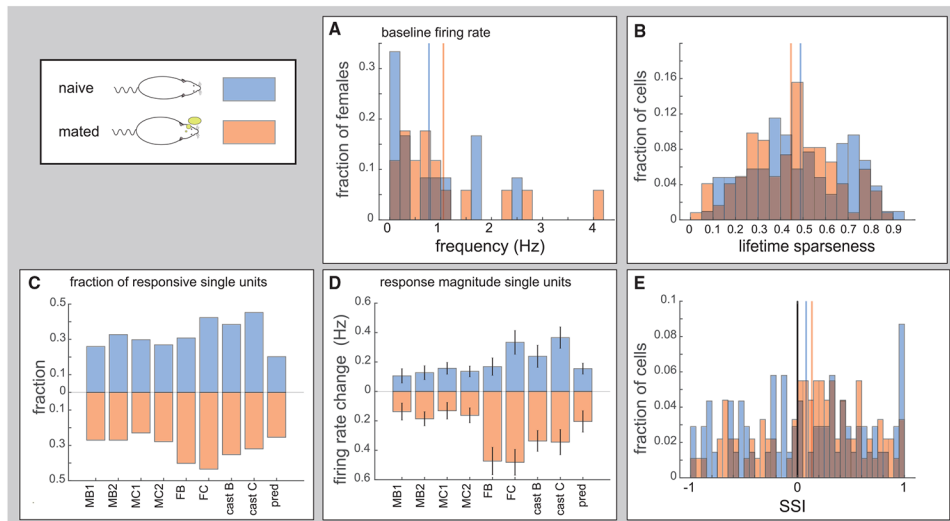 naive
mated
A
baseline firing rate
fraction of females
0.3
0.2
0.1
0
0 1 2 3 4
frequency (Hz)
B
fraction of cells
0.16
0.12
0.08
0.04
0
0 0.1 0.2 0.3 0.4 0.5 0.6 0.7 0.8 0.9
lifetime sparseness
C
fraction of responsive single units
fraction
0.5
0.3
0.1
0
0.1
0.3
0.5
MB1 MB2 MC1 MC2 FB FC cast B cast C pred
D
response magnitude single units
firing rate change (Hz)
0.6
0.4
0.2
0
0.2
0.4
0.6
MB1 MB2 MC1 MC2 FB FC cast B cast C pred
E
fraction of cells
0.1
0.08
0.06
0.04
0.02
0
-1 0 1
SSI